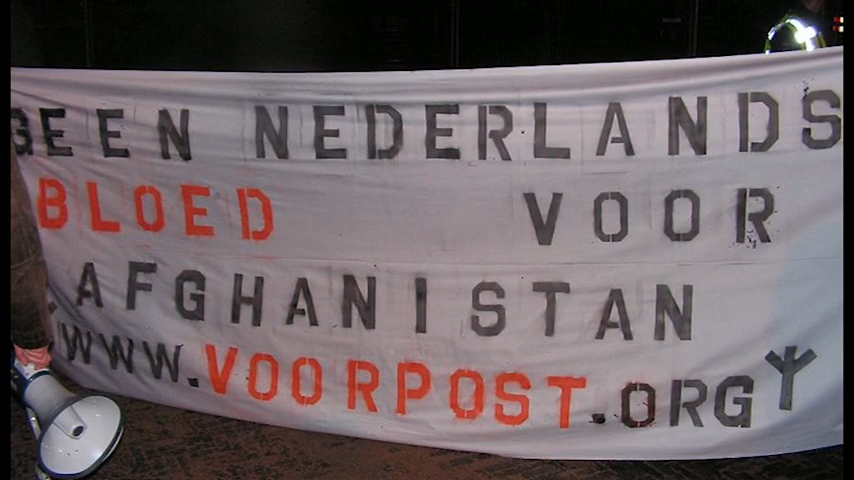 GEEN NEDERLANDS
BLOED VOOR
AFGHANISTAN
WWW.VOORPOST.ORG